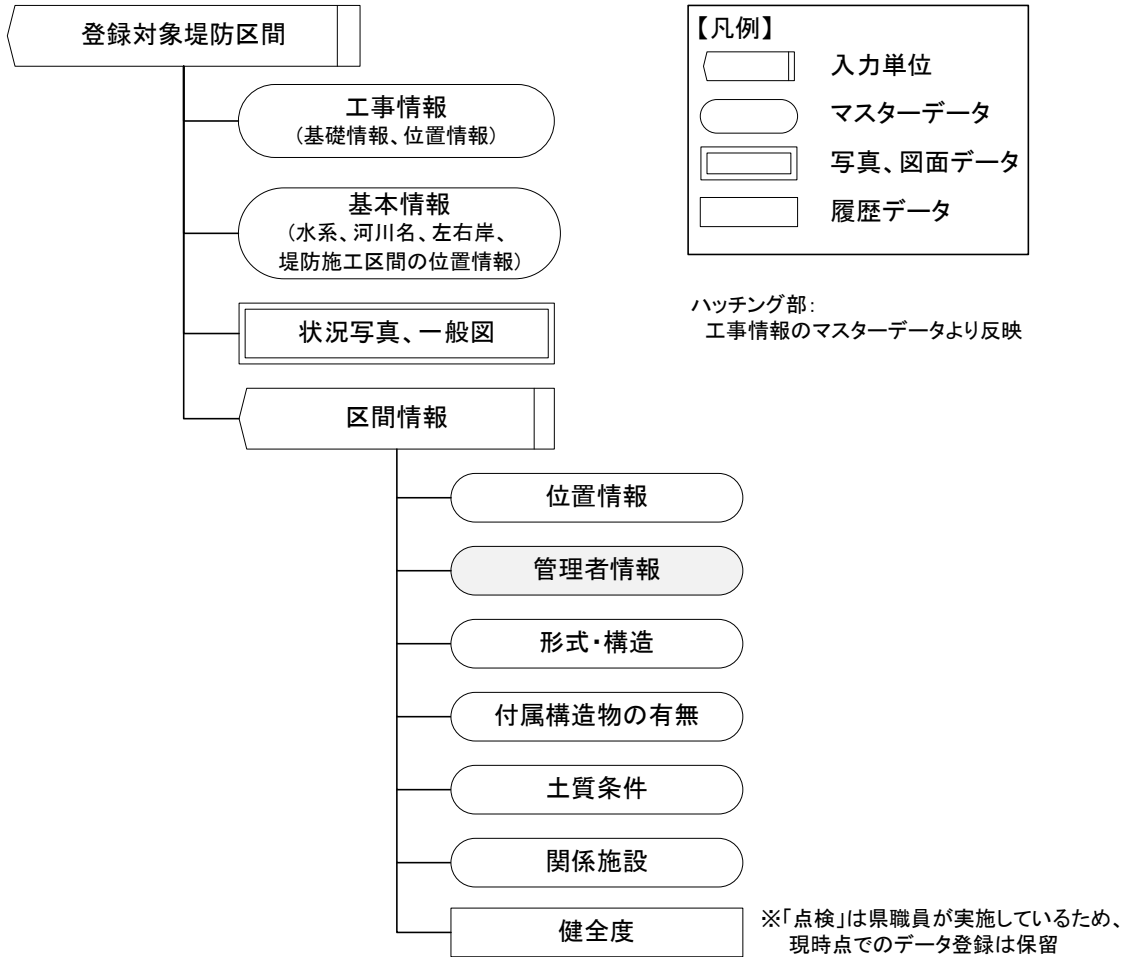 登録対象堤防区間
工事情報
(基礎情報、位置情報)
基本情報
(水系、河川名、左右岸、
堤防施工区間の位置情報)
状況写真、一般図
区間情報
位置情報
管理者情報
形式・構造
付属構造物の有無
土質条件
関係施設
健全度
※「点検」は県職員が実施しているため、
現時点でのデータ登録は保留
【凡例】
入力単位
マスターデータ
写真、図面データ
履歴データ
ハッチング部:
工事情報のマスターデータより反映